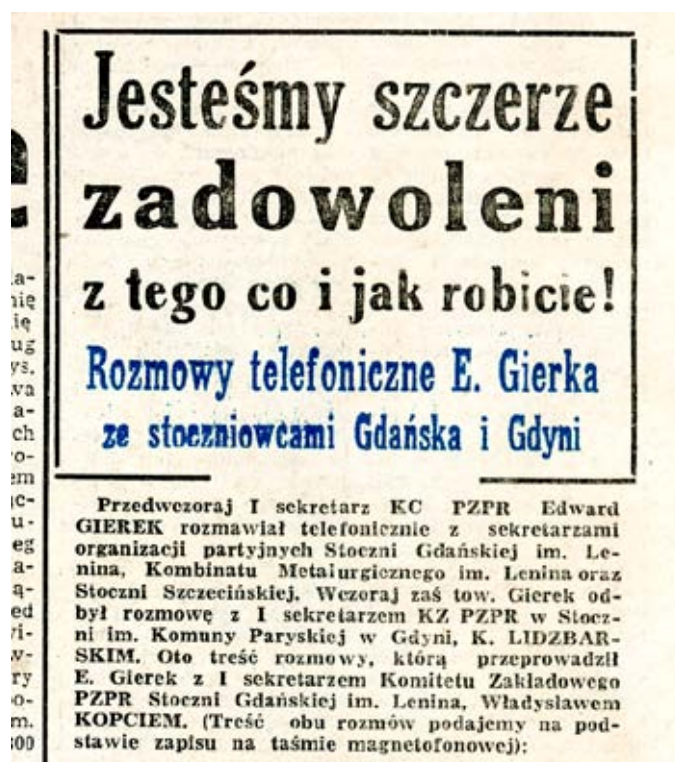 Jesteśmy szczerze
zadowoleni
z tego co i jak robicie!
Rozmowy telefoniczne E. Gierka
ze stoczniowcami Gdańska i Gdyni
Przedwczoraj I sekretarz KC PZPR Edward
GIEREK rozmawiał telefonicznie z sekretarzami
organizacji partyjnych Stoczni Gdańskiej im. Le-
nina, Kombinatu Metalurgicznego im. Lenina oraz
Stoczni Szczecińskiej. Wczoraj zaś tow. Gierek od-
był rozmowę z I sekretarzem KZ PZPR w Stocz-
ni im. Komuny Paryskiej w Gdyni, K. LIDZBAR-
SKIM. Oto treść rozmowy, którą przeprowadził
E. Gierek z I sekretarzem Komitetu Zakładowego
PZPR Stoczni Gdańskiej im. Lenina, Władysławem
KOPCIEM. (Treść obu rozmów podajemy na pod-
stawie zapisu na taśmie magnetofonowej):